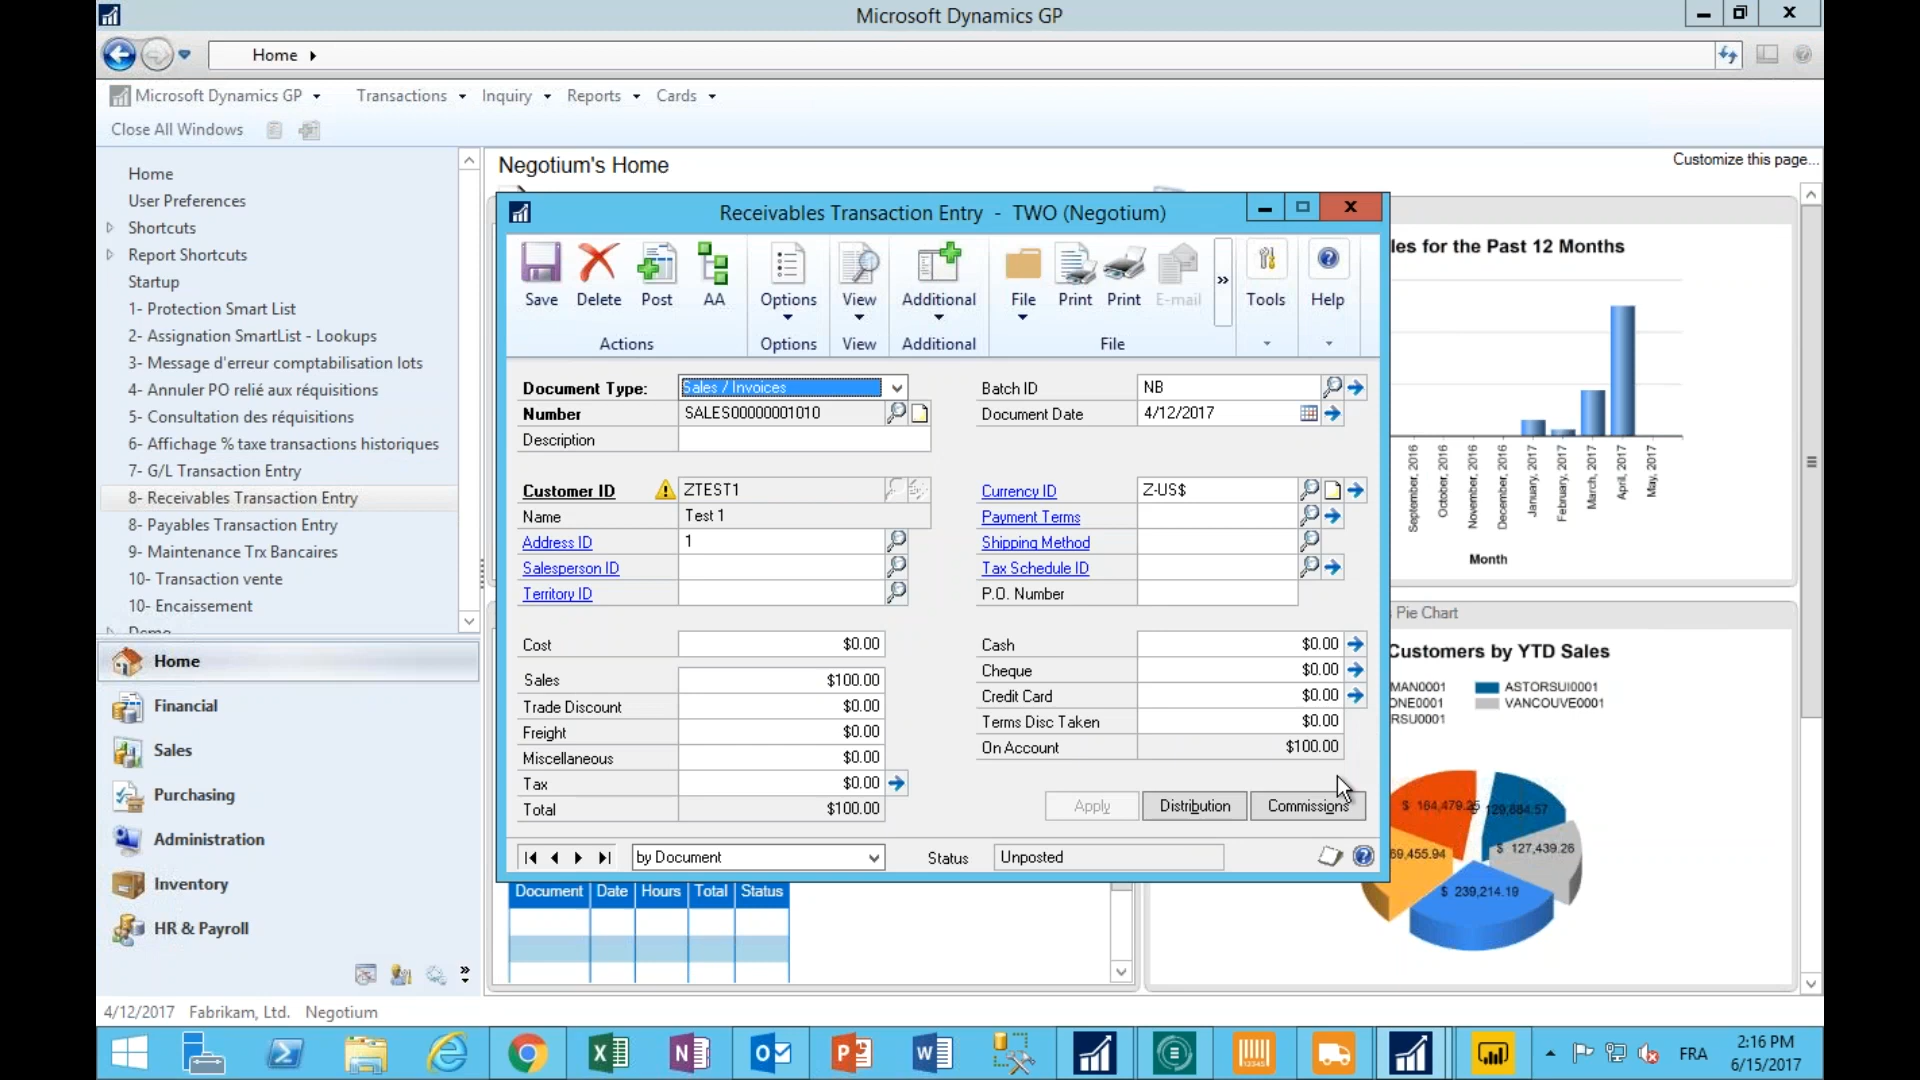 Microsoft Dynamics GP
Home
Microsoft Dynamics GP Transactions Inquiry Reports Cards
Close All Windows
Home
User Preferences
Shortcuts
Report Shortcuts
Startup
1- Protection Smart List
2- Assignation SmartList - Lookups
3- Message d'erreur comptabilisation lots
4- Annuler PO relié aux réquisitions
5- Consultation des réquisitions
6- Affichage % taxe transactions historiques
7- G/L Transaction Entry
8- Receivables Transaction Entry
8- Payables Transaction Entry
9- Maintenance Trx Bancaires
10- Transaction vente
10- Encaissement
Demo
Home
Financial
Sales
Purchasing
Administration
Inventory
HR & Payroll
Negotium's Home
Customize this page...
Receivables Transaction Entry - TWO (Negotium)
Save Delete Post AA Options View Additional File Print Print E-mail Tools Help
Actions Options View Additional File
Document Type: Sales / Invoices
Number SALES00000001010
Description
Batch ID NB
Document Date 4/12/2017
Customer ID ZTEST1
Name Test 1
Address ID 1
Salesperson ID
Territory ID
Currency ID Z-US$
Payment Terms
Shipping Method
Tax Schedule ID
P.O. Number
Cost $0.00
Sales $100.00
Trade Discount $0.00
Freight $0.00
Miscellaneous $0.00
Tax $0.00
Total $100.00
Cash $0.00
Cheque $0.00
Credit Card $0.00
Terms Disc Taken $0.00
On Account $100.00
Apply Distribution Commissions
by Document Status Unposted
Document Date Hours Total Status
les for the Past 12 Months
September, 2016
October, 2016
November, 2016
December, 2016
January, 2017
February, 2017
March, 2017
April, 2017
May, 2017
Month
Pie Chart
Customers by YTD Sales
MAN0001 ASTORSUI0001
ONE0001 VANCOUVE0001
RSU0001
$ 127,439.26
69,455.94
$ 239,214.19
4/12/2017 Fabrikam, Ltd. Negotium
FRA
2:16 PM
6/15/2017